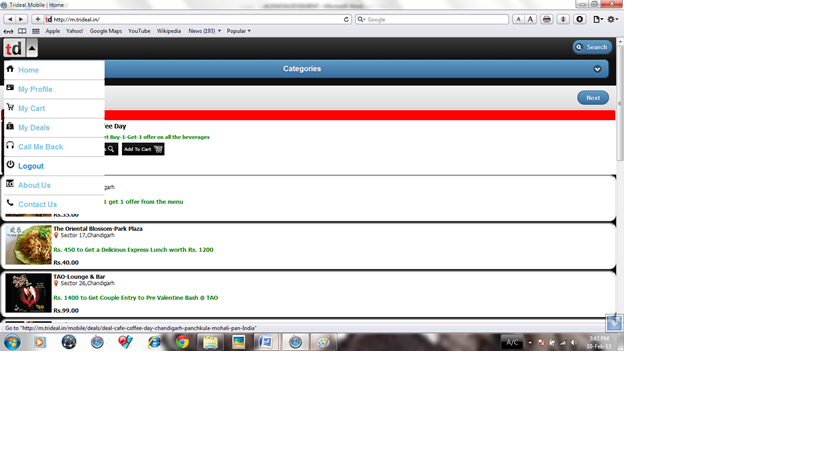 Trideal Mobile | Home
td http://m.trideal.in/
Google
A A
Apple Yahoo! Google Maps YouTube Wikipedia News (193) Popular
td
Search
Categories
Home
My Profile
My Cart
My Deals
Call Me Back
Logout
About Us
Contact Us
Next
ee Day
rt Buy-1-Get-1 offer on all the beverages
Add To Cart
garh
1 get 1 offer from the menu
Rs.35.00
The Oriental Blossom-Park Plaza
Sector 17,Chandigarh
Rs. 450 to Get a Delicious Express Lunch worth Rs. 1200
Rs.40.00
TAO-Lounge & Bar
Sector 26,Chandigarh
Rs. 1400 to Get Couple Entry to Pre Valentine Bash @ TAO
Rs.99.00
Go to "http://m.trideal.in/mobile/deals/deal-cafe-coffee-day-chandigarh-panchkula-mohali-pan-India"
A/C
3:43 PM
10-Feb-13